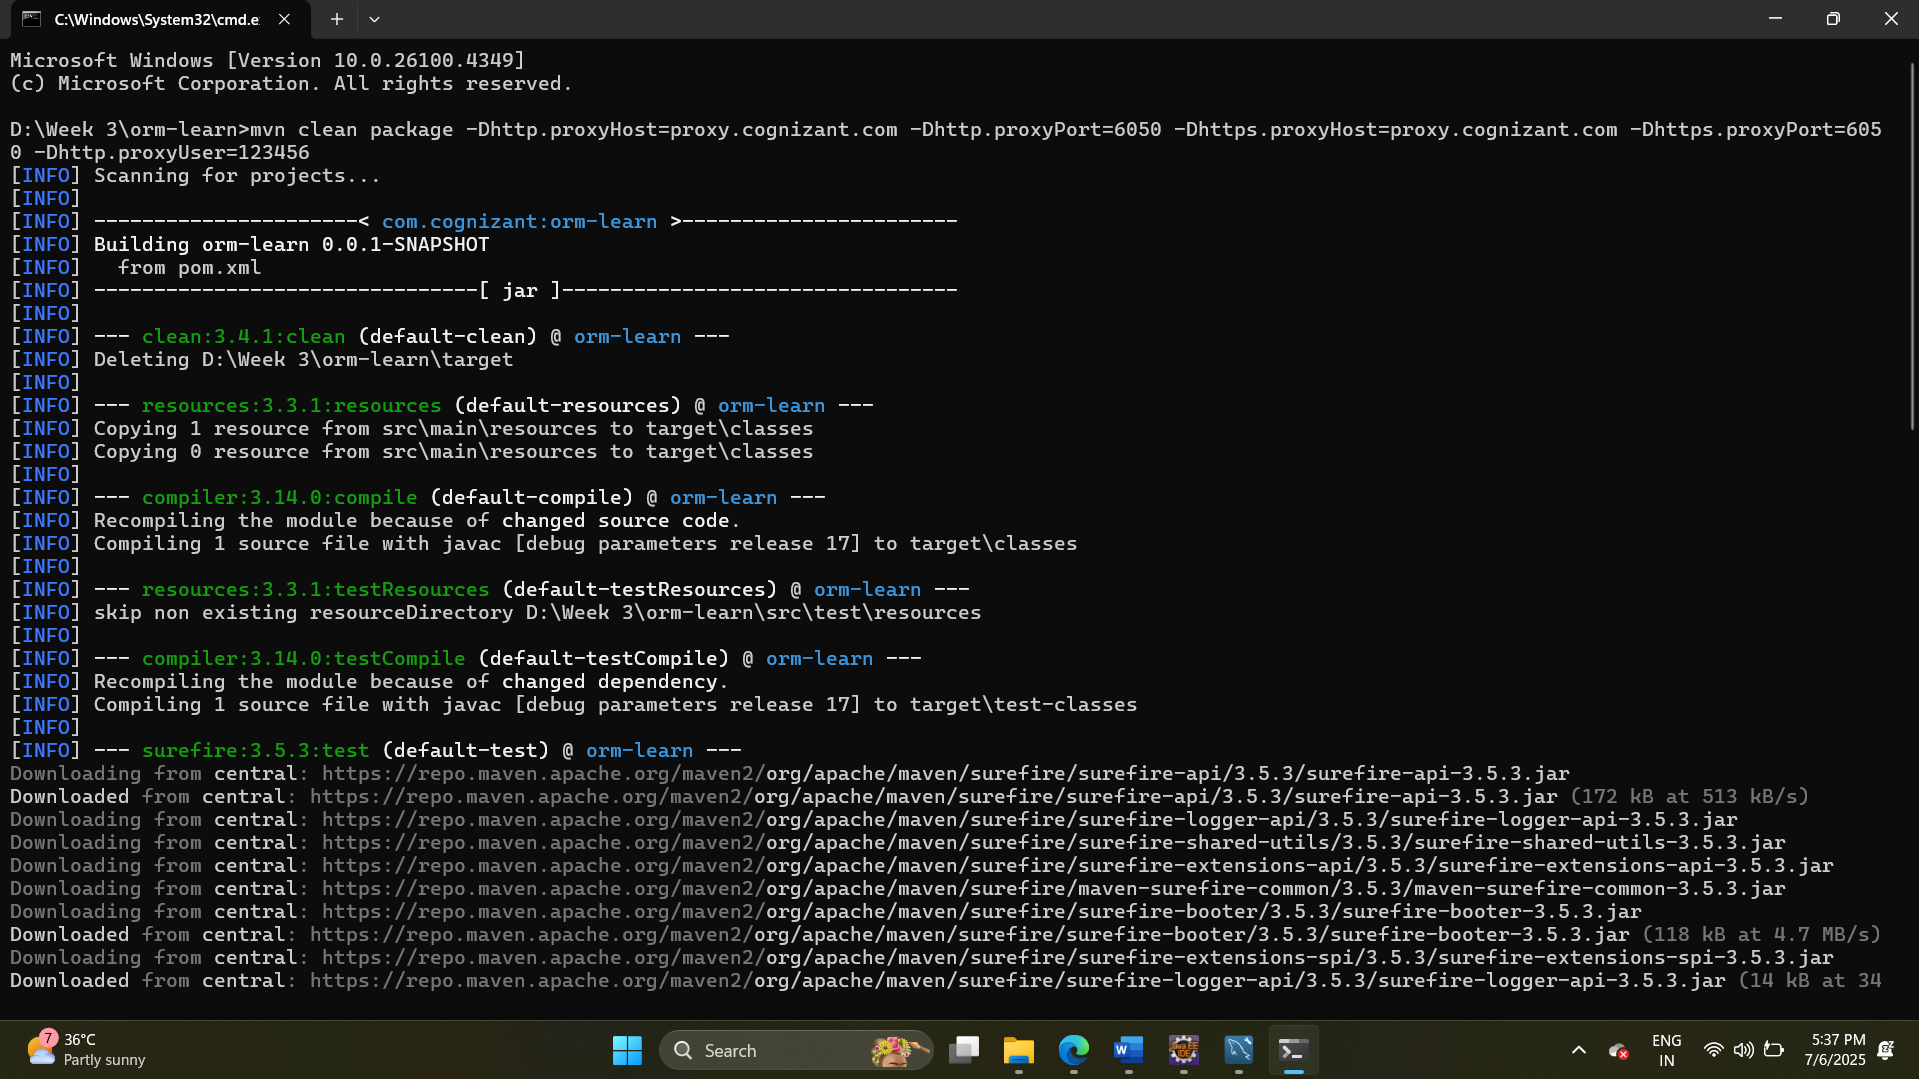 C:\Windows\System32\cmd.e
Microsoft Windows [Version 10.0.26100.4349]
(c) Microsoft Corporation. All rights reserved.
D:\Week 3\orm-learn>mvn clean package -Dhttp.proxyHost=proxy.cognizant.com -Dhttp.proxyPort=6050 -Dhttps.proxyHost=proxy.cognizant.com -Dhttps.proxyPort=605
0 -Dhttp.proxyUser=123456
[INFO] Scanning for projects...
[INFO]
[INFO] ----------------------< com.cognizant:orm-learn >-----------------------
[INFO] Building orm-learn 0.0.1-SNAPSHOT
[INFO]   from pom.xml
[INFO] --------------------------------[ jar ]---------------------------------
[INFO]
[INFO] --- clean:3.4.1:clean (default-clean) @ orm-learn ---
[INFO] Deleting D:\Week 3\orm-learn\target
[INFO]
[INFO] --- resources:3.3.1:resources (default-resources) @ orm-learn ---
[INFO] Copying 1 resource from src\main\resources to target\classes
[INFO] Copying 0 resource from src\main\resources to target\classes
[INFO]
[INFO] --- compiler:3.14.0:compile (default-compile) @ orm-learn ---
[INFO] Recompiling the module because of changed source code.
[INFO] Compiling 1 source file with javac [debug parameters release 17] to target\classes
[INFO]
[INFO] --- resources:3.3.1:testResources (default-testResources) @ orm-learn ---
[INFO] skip non existing resourceDirectory D:\Week 3\orm-learn\src\test\resources
[INFO]
[INFO] --- compiler:3.14.0:testCompile (default-testCompile) @ orm-learn ---
[INFO] Recompiling the module because of changed dependency.
[INFO] Compiling 1 source file with javac [debug parameters release 17] to target\test-classes
[INFO]
[INFO] --- surefire:3.5.3:test (default-test) @ orm-learn ---
Downloading from central: https://repo.maven.apache.org/maven2/org/apache/maven/surefire/surefire-api/3.5.3/surefire-api-3.5.3.jar
Downloaded from central: https://repo.maven.apache.org/maven2/org/apache/maven/surefire/surefire-api/3.5.3/surefire-api-3.5.3.jar (172 kB at 513 kB/s)
Downloading from central: https://repo.maven.apache.org/maven2/org/apache/maven/surefire/surefire-logger-api/3.5.3/surefire-logger-api-3.5.3.jar
Downloading from central: https://repo.maven.apache.org/maven2/org/apache/maven/surefire/surefire-shared-utils/3.5.3/surefire-shared-utils-3.5.3.jar
Downloading from central: https://repo.maven.apache.org/maven2/org/apache/maven/surefire/surefire-extensions-api/3.5.3/surefire-extensions-api-3.5.3.jar
Downloading from central: https://repo.maven.apache.org/maven2/org/apache/maven/surefire/maven-surefire-common/3.5.3/maven-surefire-common-3.5.3.jar
Downloading from central: https://repo.maven.apache.org/maven2/org/apache/maven/surefire/surefire-booter/3.5.3/surefire-booter-3.5.3.jar
Downloaded from central: https://repo.maven.apache.org/maven2/org/apache/maven/surefire/surefire-booter/3.5.3/surefire-booter-3.5.3.jar (118 kB at 4.7 MB/s)
Downloading from central: https://repo.maven.apache.org/maven2/org/apache/maven/surefire/surefire-extensions-spi/3.5.3/surefire-extensions-spi-3.5.3.jar
Downloaded from central: https://repo.maven.apache.org/maven2/org/apache/maven/surefire/surefire-logger-api/3.5.3/surefire-logger-api-3.5.3.jar (14 kB at 34
7
36°C
Partly sunny
Search
W
Java EE
IDE
ENG
IN
5:37 PM
7/6/2025